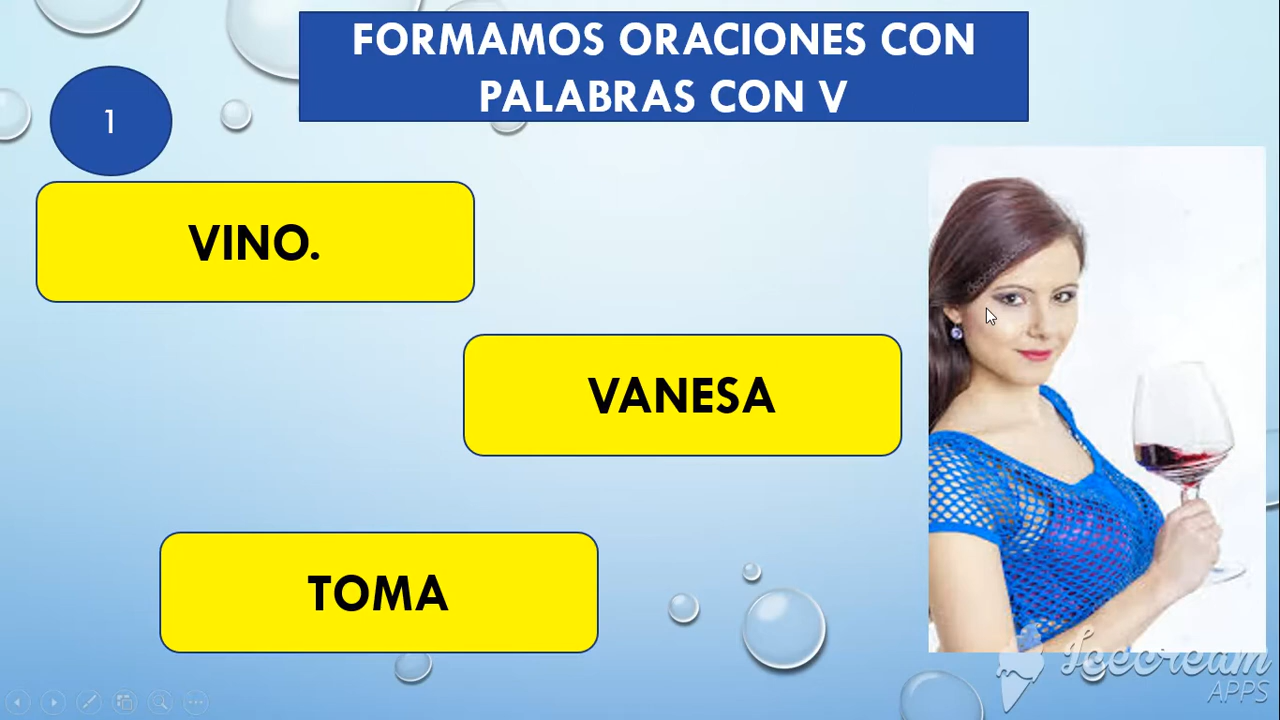 FORMAMOS ORACIONES CON
PALABRAS CON V
1
VINO.
VANESA
TOMA
Icecream
APPS